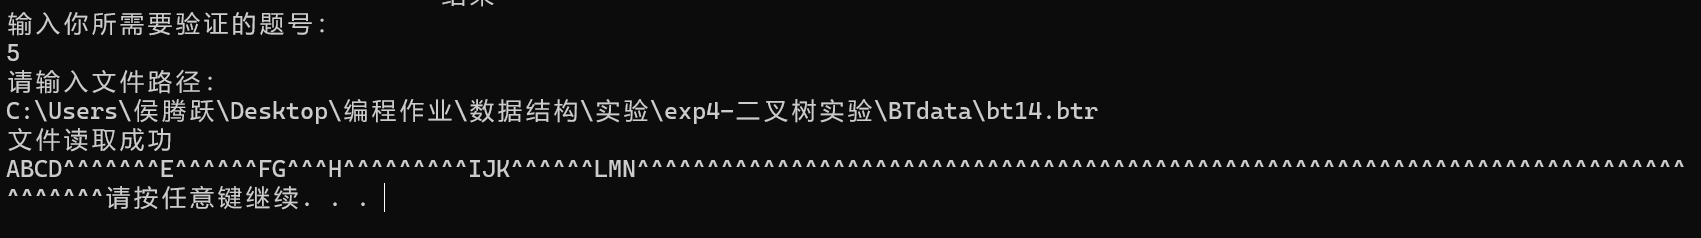 输入你所需要验证的题号：
5
请输入文件路径：
C:\Users\侯腾跃\Desktop\编程作业\数据结构\实验\exp4-二叉树实验\BTdata\bt14.btr
文件读取成功
ABCD^^^^^^^E^^^^^^FG^^^H^^^^^^^^^IJK^^^^^^LMN^^^^^^^^^^^^^^^^^^^^^^^^^^^^^^^^^^^^^^^^^^^^^^^^^^^^^^^^^^^^^^^^^^^^^^^^^^^
^^^^^^^请按任意键继续. . .